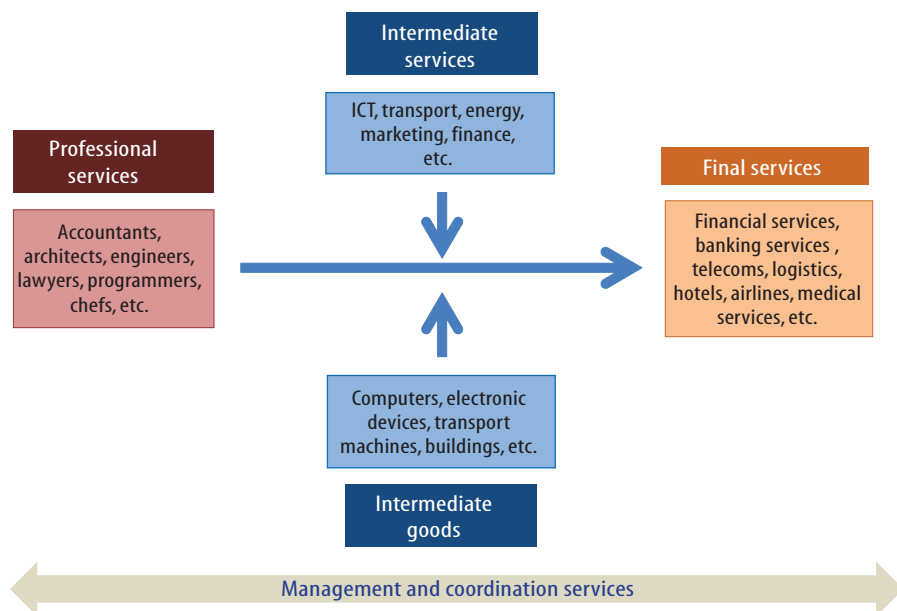 Intermediate
services
ICT, transport, energy,
marketing, finance,
etc.
Professional
services
Accountants,
architects, engineers,
lawyers, programmers,
chefs, etc.
Final services
Financial services,
banking services ,
telecoms, logistics,
hotels, airlines, medical
services, etc.
Computers, electronic
devices, transport
machines, buildings, etc.
Intermediate
goods
Management and coordination services